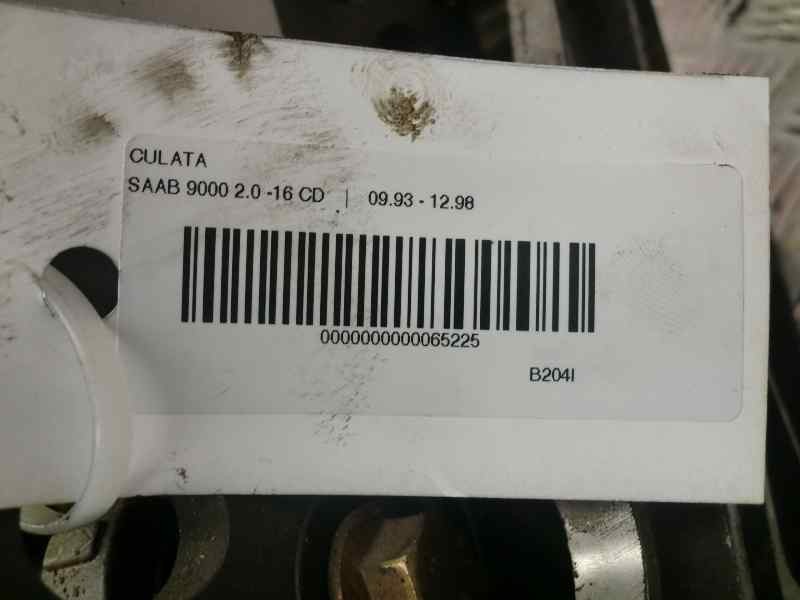 CULATA
SAAB 9000 2.0 -16 CD | 09.93 - 12.98
0000000000065225
B204I